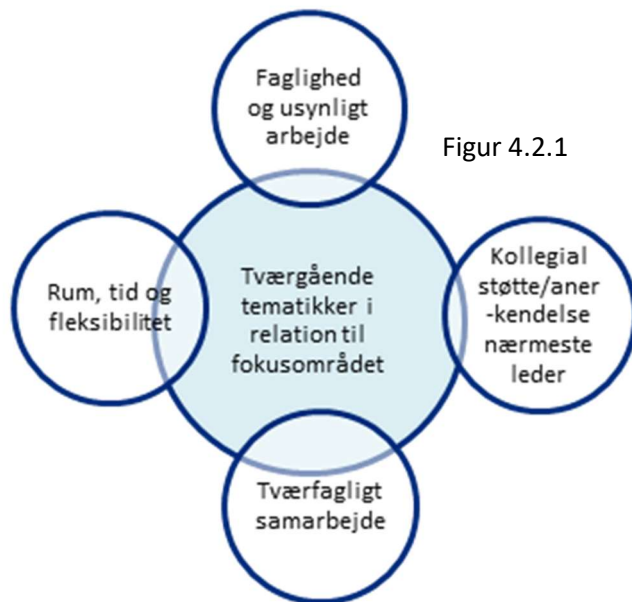 Faglighed
og usynligt
arbejde
Figur 4.2.1
Rum, tid og
fleksibilitet
Tværgående
tematikker i
relation til
fokusområdet
Kollegial
støtte/aner
-kendelse
nærmeste
leder
Tværfagligt
samarbejde